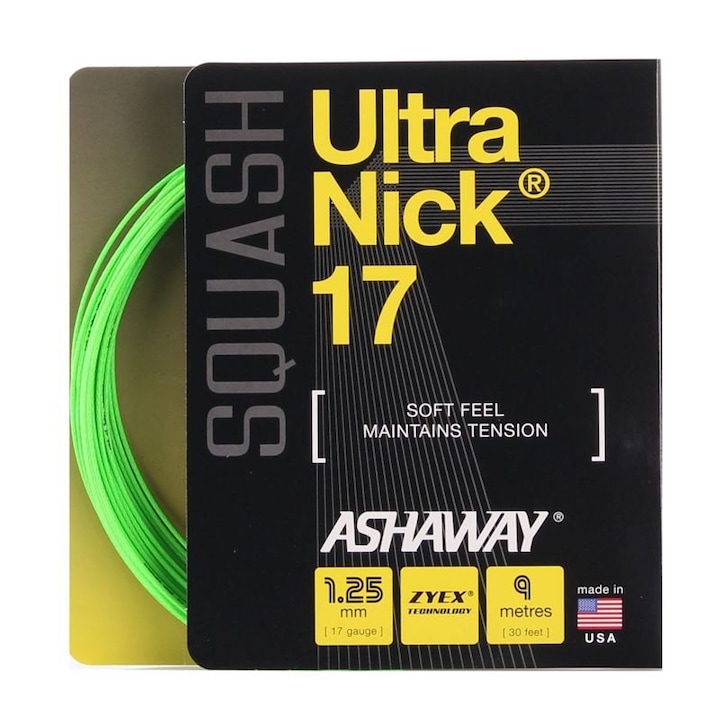 SQUASH
Ultra
Nick®
17
[ SOFT FEEL
MAINTAINS TENSION ]
ASHAWAY®
1.25
mm
[ 17 gauge ]
ZYEX®
TECHNOLOGY
9
metres
[ 30 feet ]
made in
USA